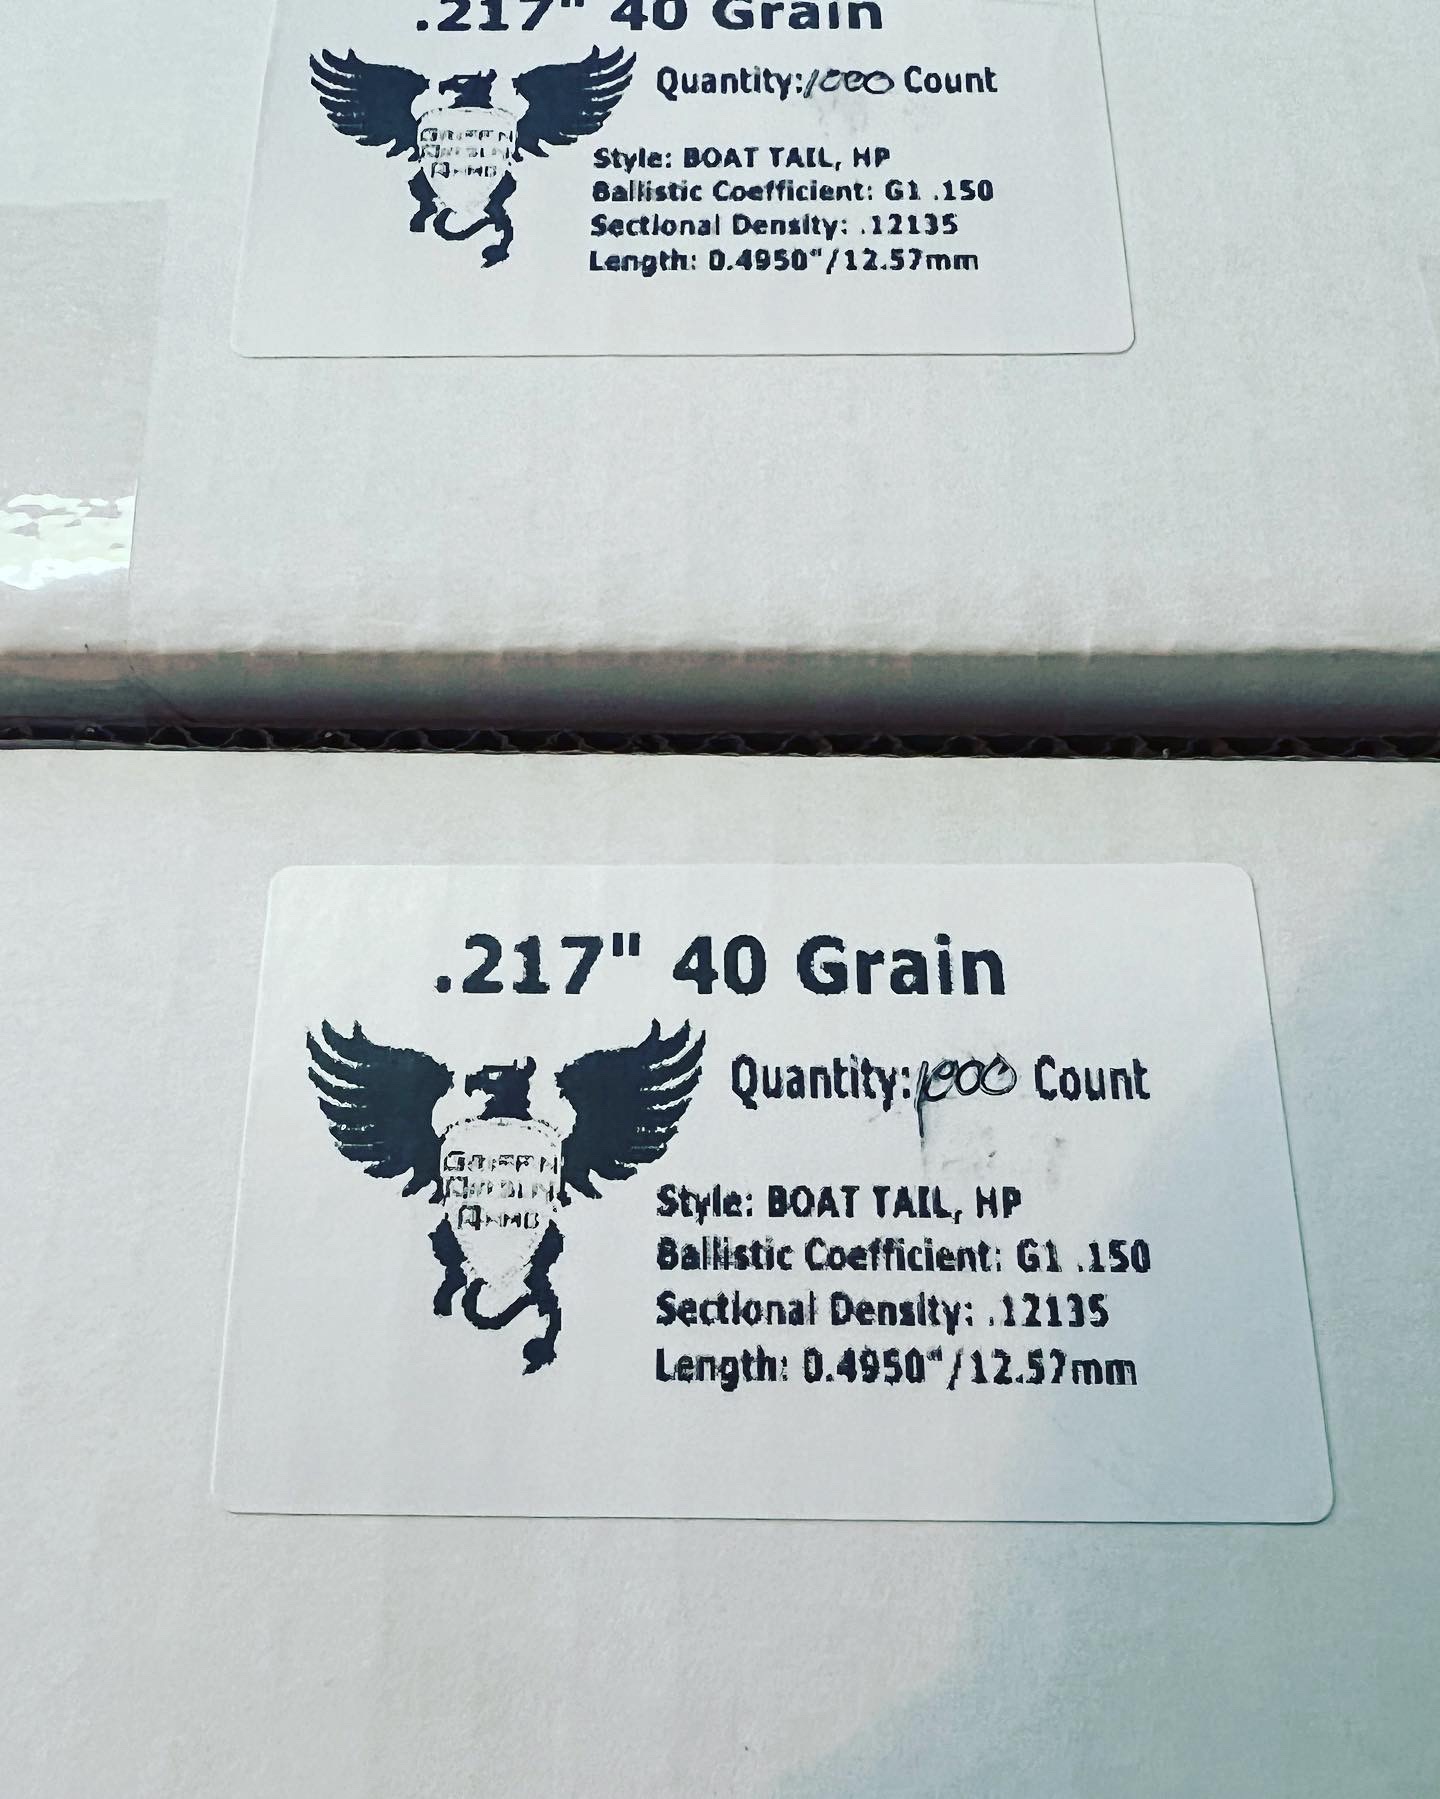 .217" 40 Grain
Quantity: 1000 Count
Style: BOAT TAIL, HP
Ballistic Coefficient: G1 .150
Sectional Density: .12135
Length: 0.4950"/12.57mm
.217" 40 Grain
Quantity: 1000 Count
Style: BOAT TAIL, HP
Ballistic Coefficient: G1 .150
Sectional Density: .12135
Length: 0.4950"/12.57mm